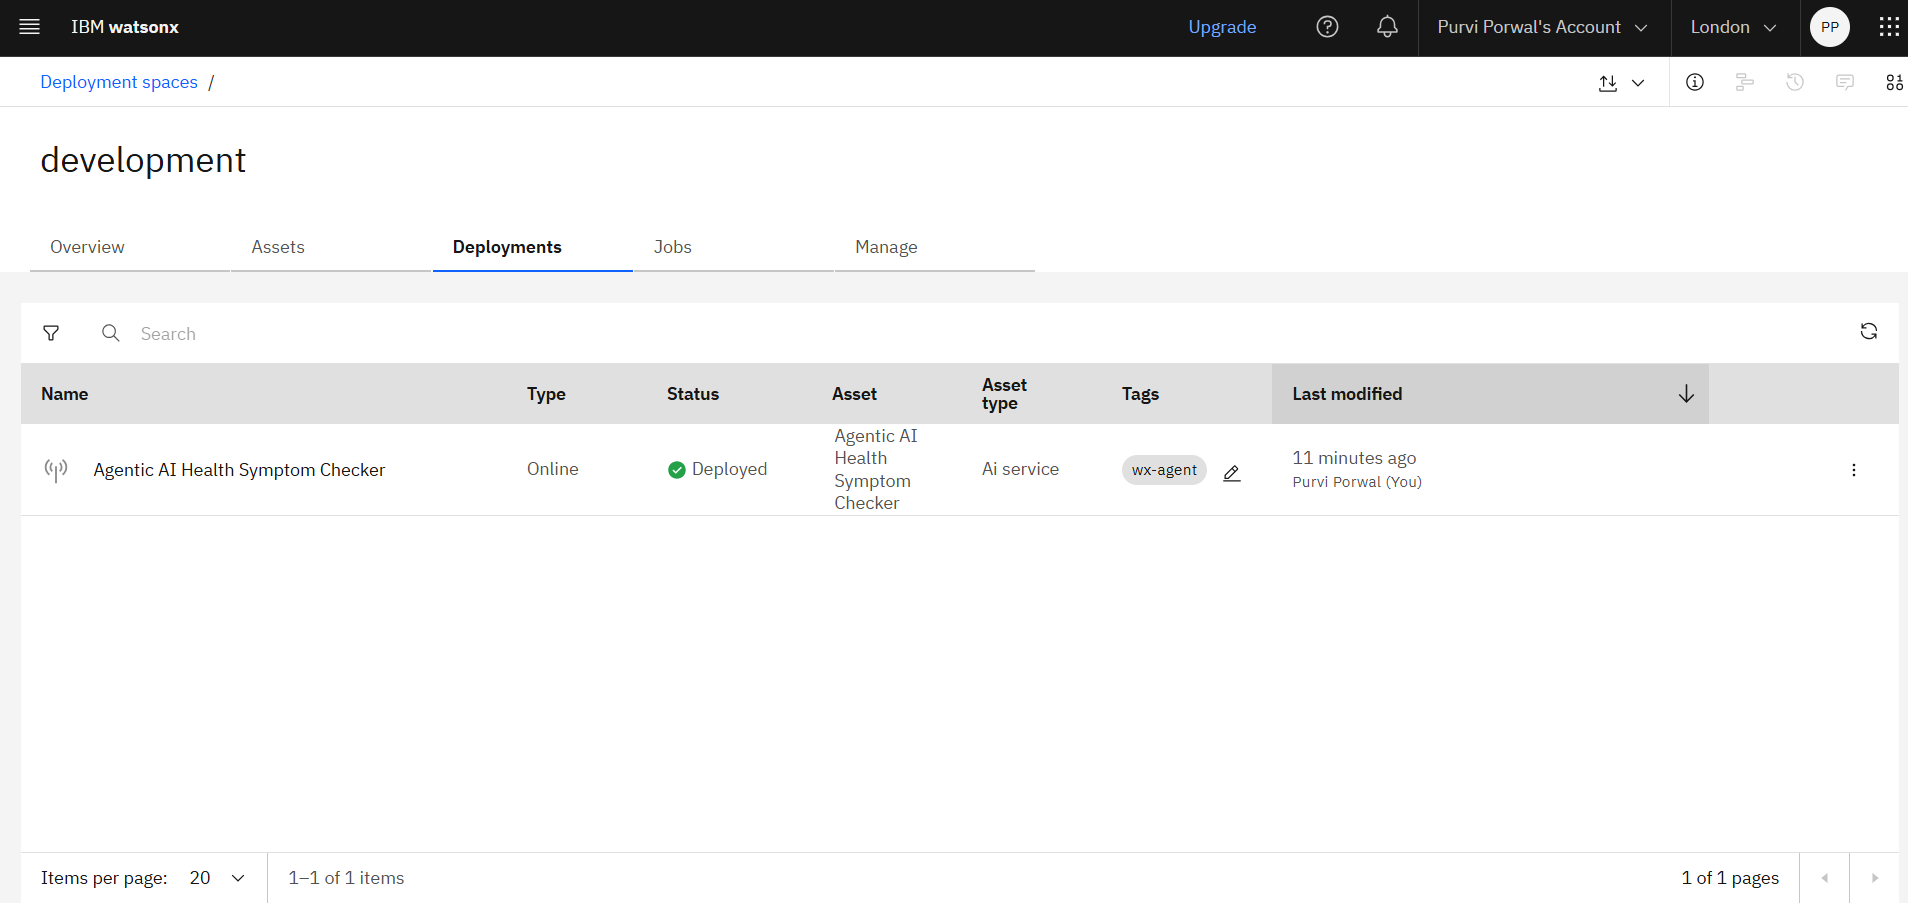 IBM watsonx
Upgrade
Purvi Porwal's Account
London
PP
Deployment spaces /
development
Overview
Assets
Deployments
Jobs
Manage
Search
Name
Type
Status
Asset
Asset
type
Tags
Last modified
Agentic AI Health Symptom Checker
Online
Deployed
Agentic AI
Health
Symptom
Checker
Ai service
wx-agent
11 minutes ago
Purvi Porwal (You)
Items per page: 20
1–1 of 1 items
1 of 1 pages